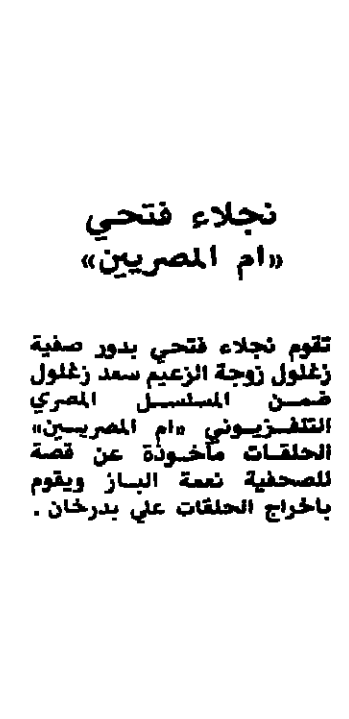 نجلاء فتحي
«ام المصريين»
تقوم نجلاء فتحي بدور صفية
زغلول زوجة الزعيم سعد زغلول
ضمن المسلسل المصري
التلفزيوني «ام المصريين»
الحلقات مأخوذة عن قصة
للصحفية نعمة الباز ويقوم
باخراج الحلقات علي بدرخان .